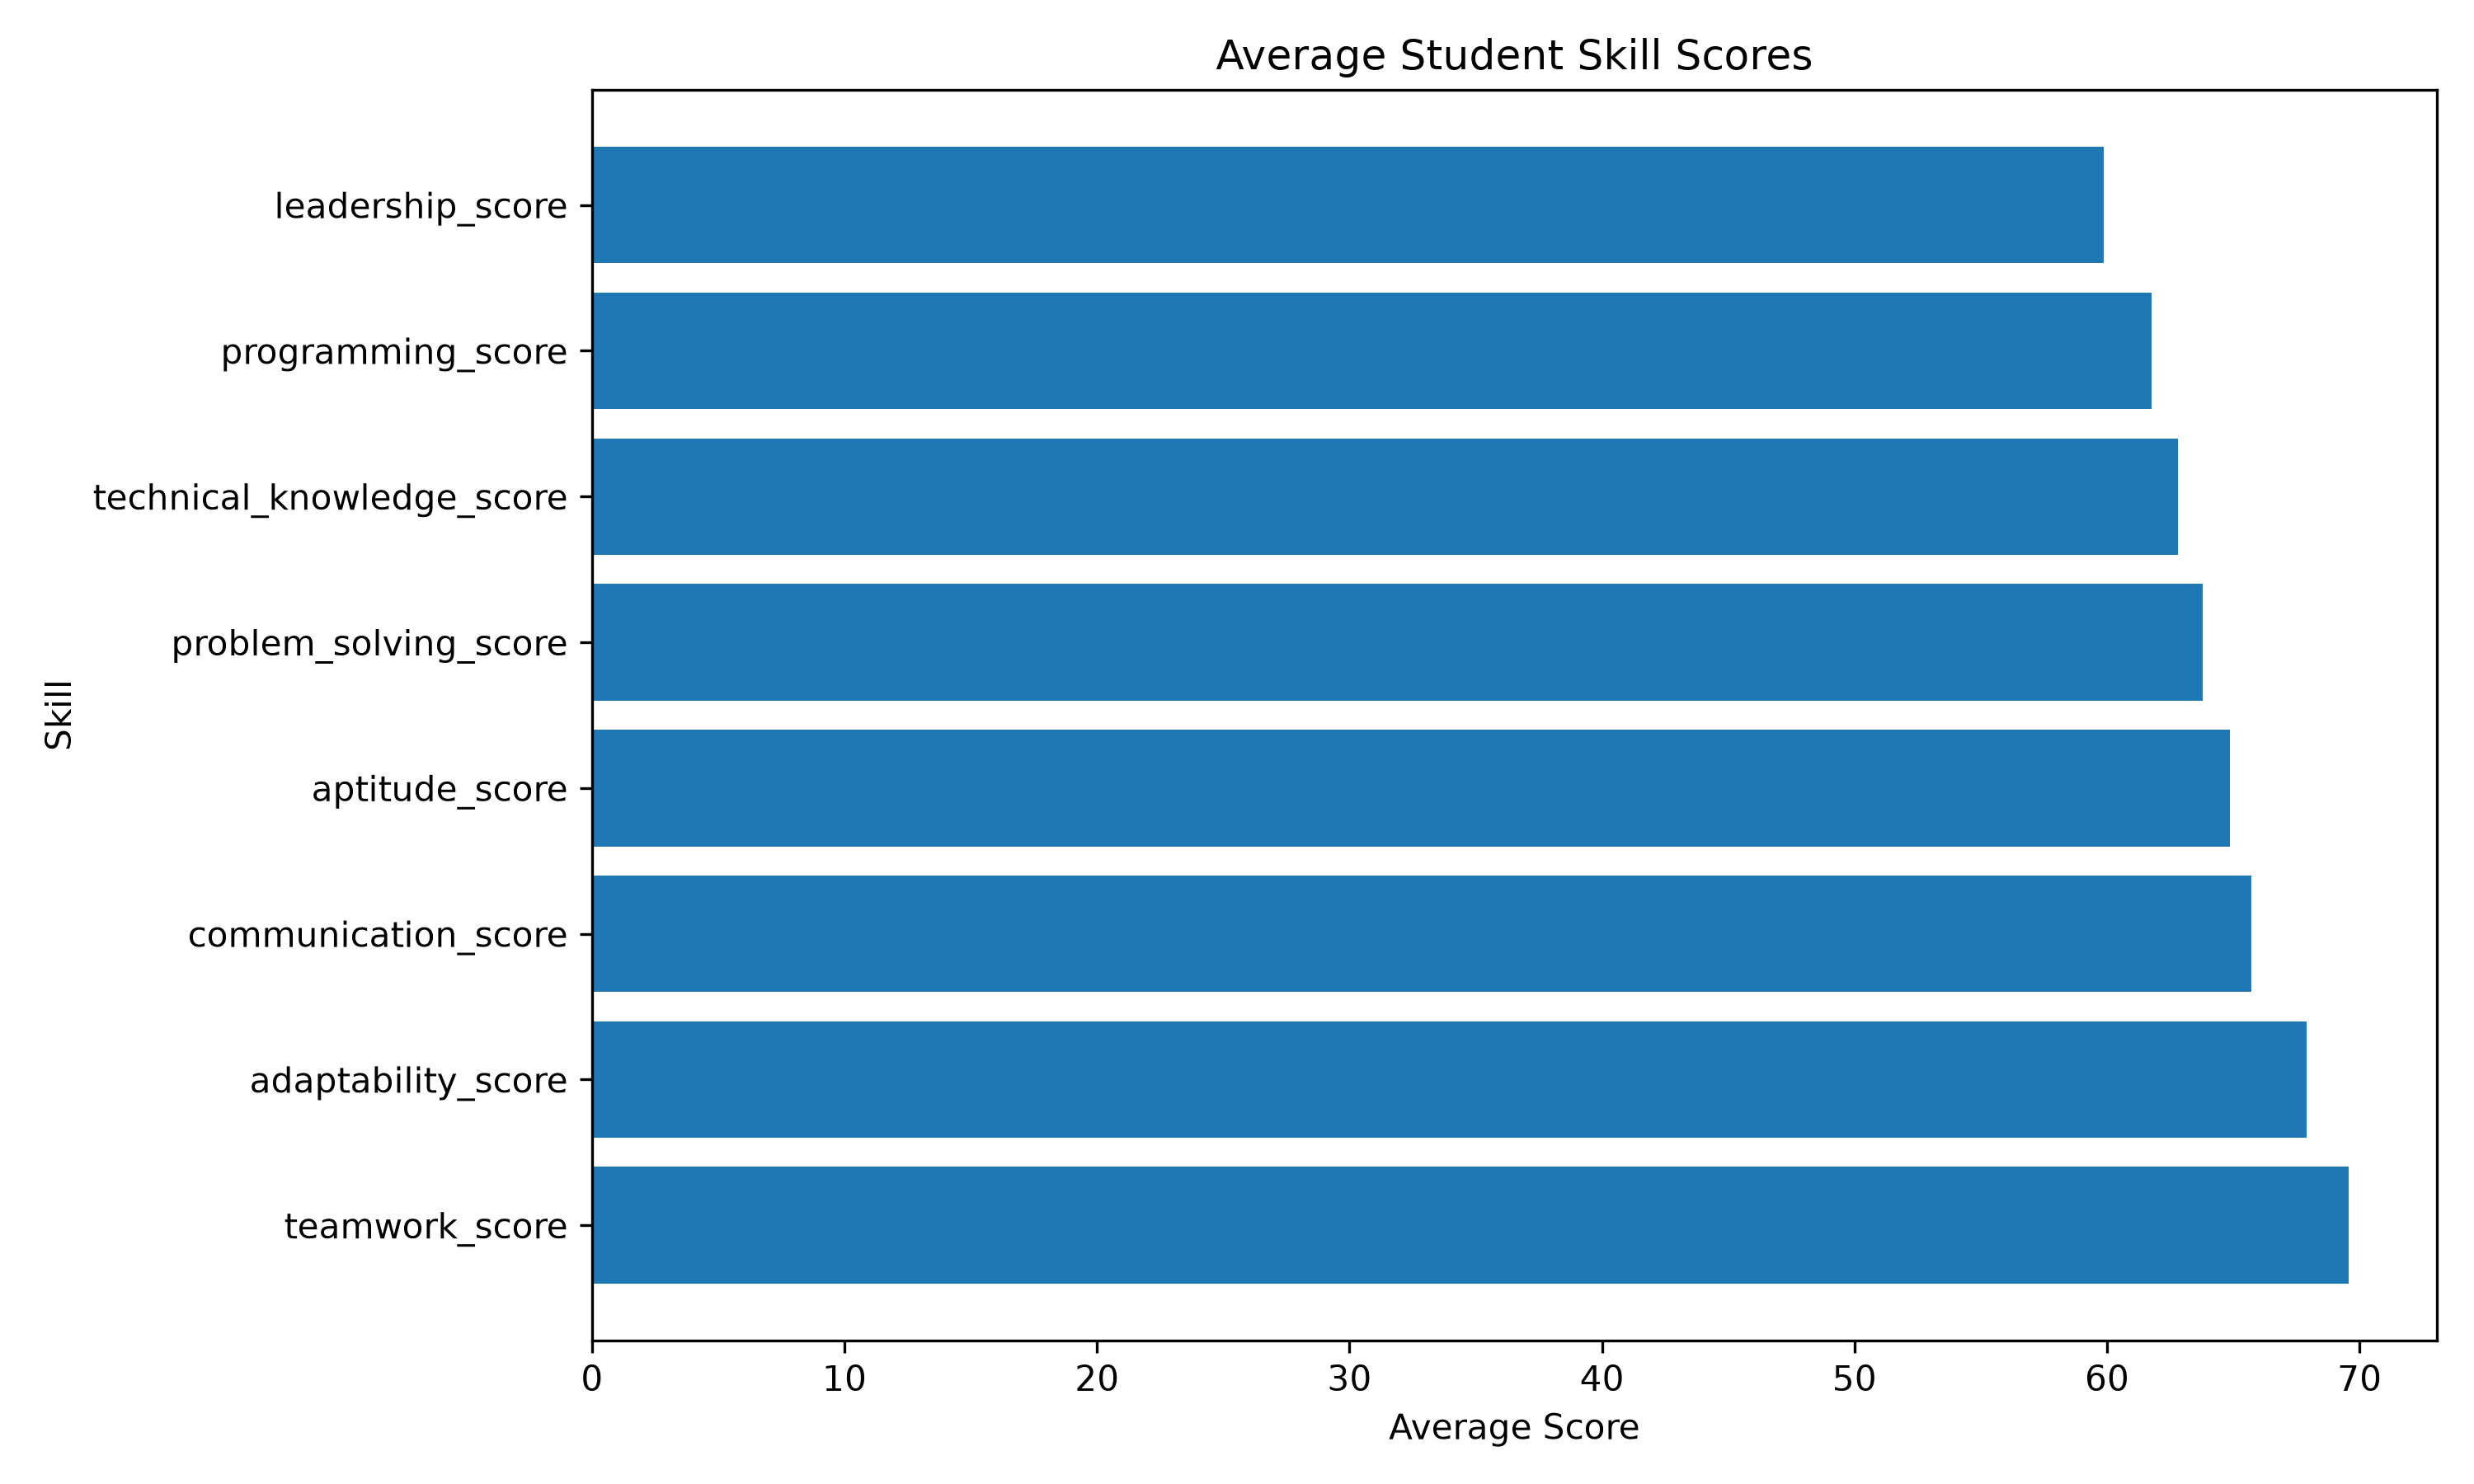 Average Student Skill Scores
leadership_score
programming_score
technical_knowledge_score
problem_solving_score
aptitude_score
communication_score
adaptability_score
teamwork_score
Skill
0 10 20 30 40 50 60 70
Average Score